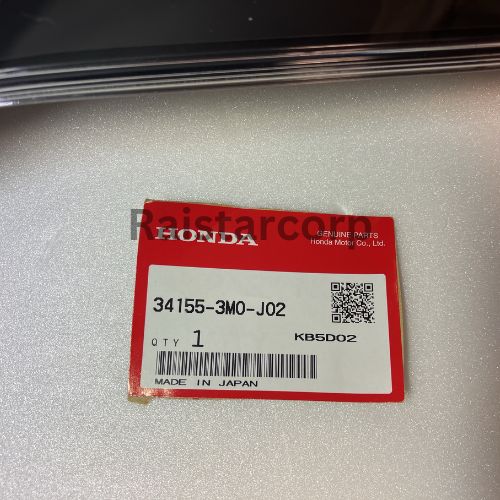 Raistarcorp
HONDA
GENUINE PARTS
Honda Motor Co., Ltd.
34155-3M0-J02
QTY 1
KB5D02
MADE IN JAPAN